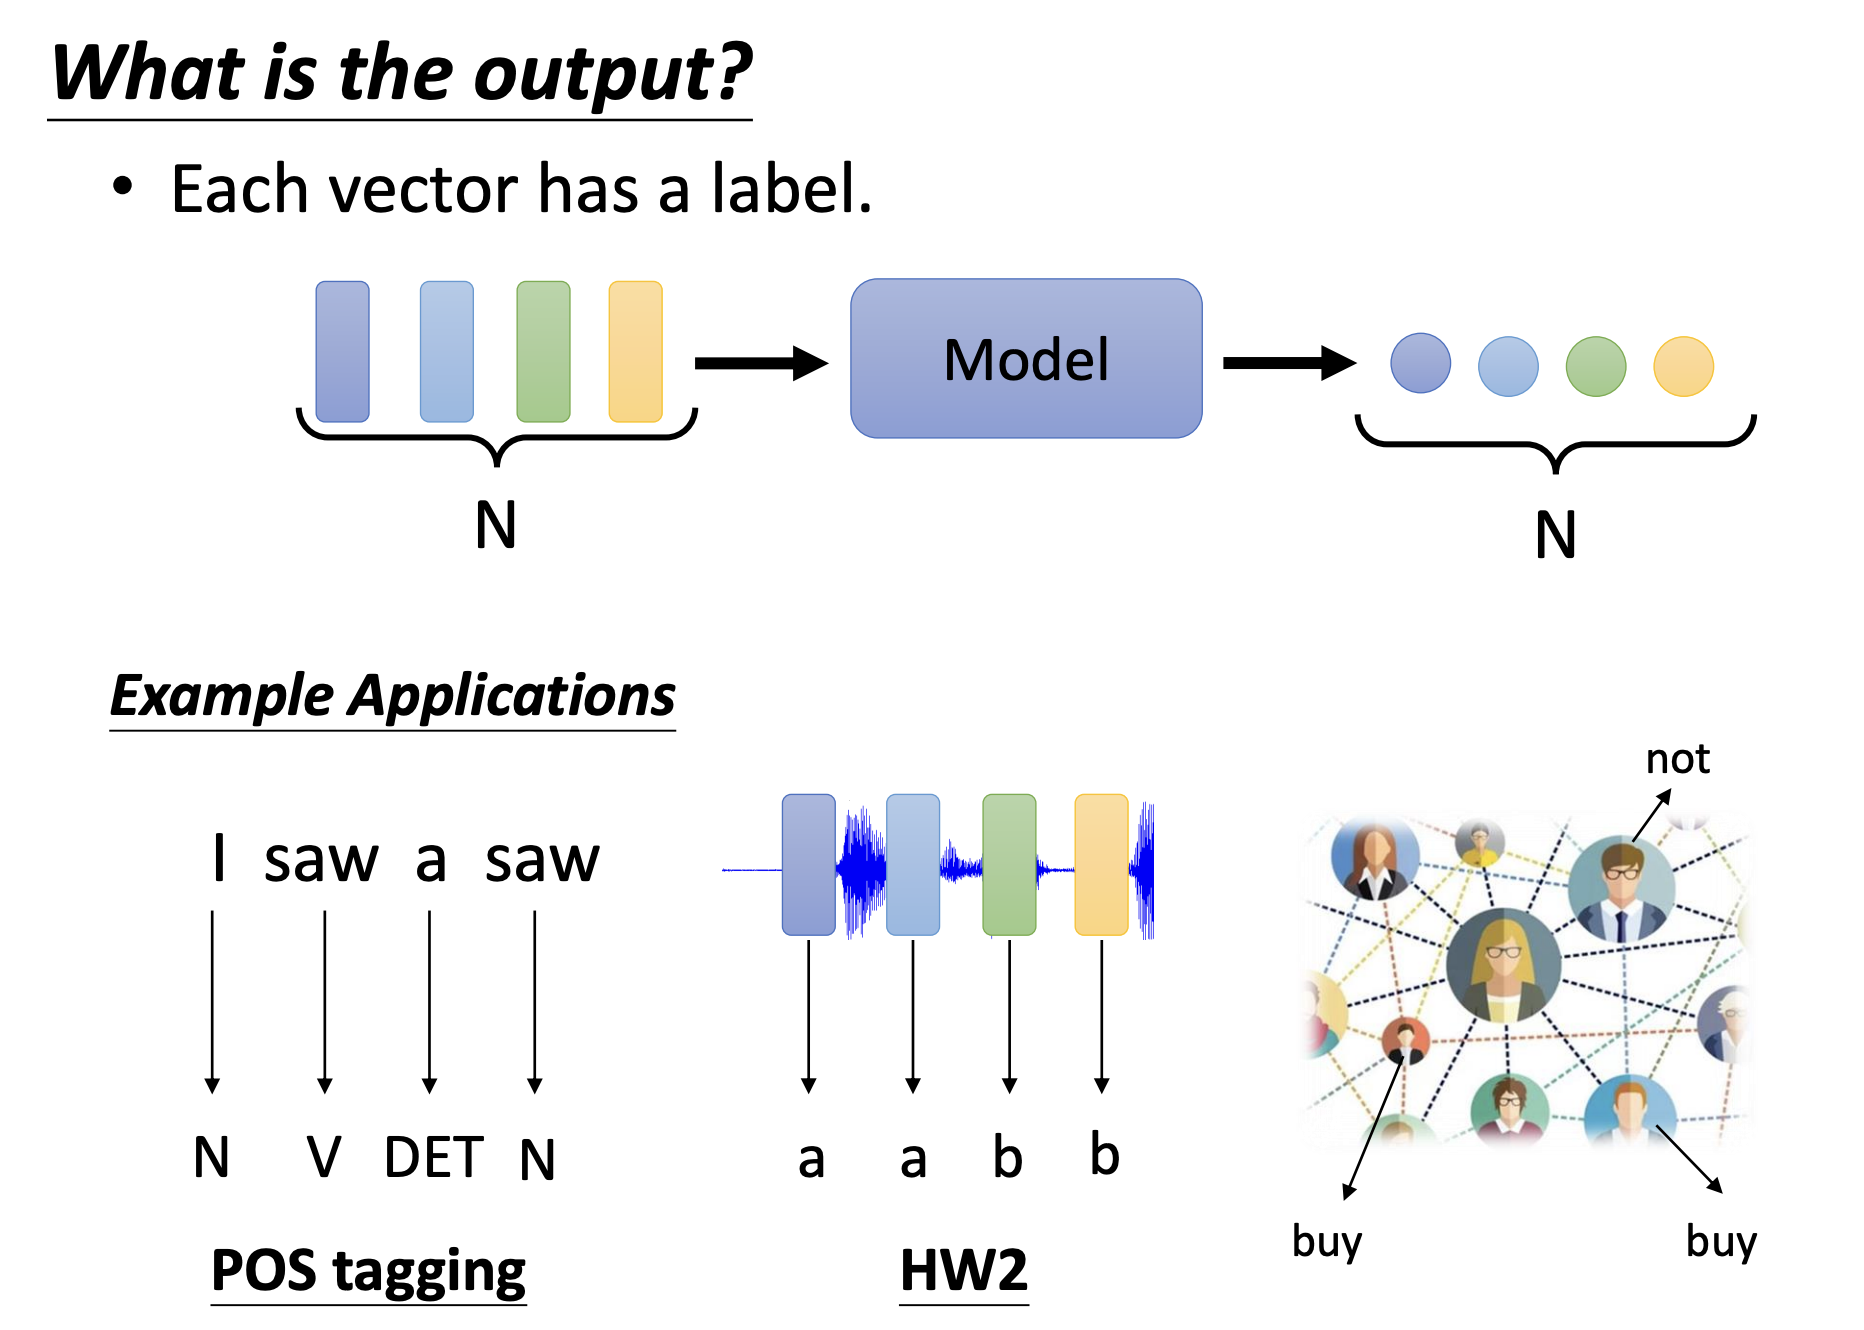 What is the output?
• Each vector has a label.
Model
N
N
Example Applications
I saw a saw
N V DET N
POS tagging
a a b b
HW2
not
buy
buy